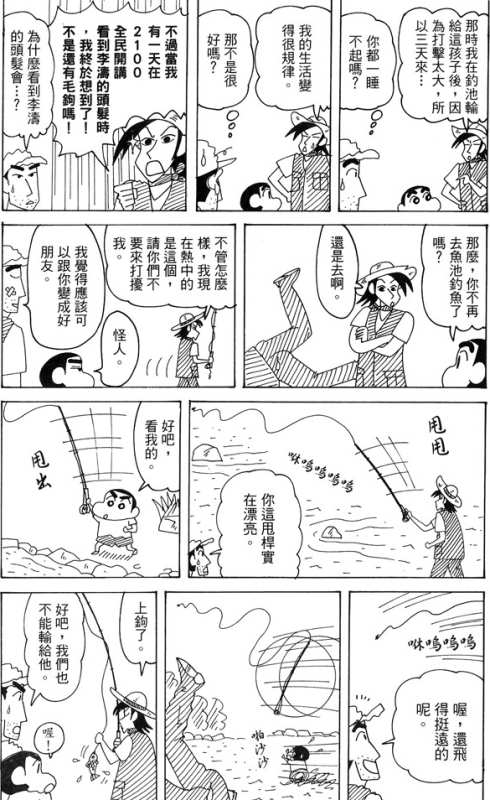 那時我在釣池輸
給這孩子後，因
為打擊太大，所
以三天來…
你都一睡
不起嗎？
我的生活變
得很規律。
那不是很
好嗎？
不過當我
有一天在
2100
全民開講
看到李濤的頭髮時
，我終於想到了！
不是還有毛鉤嗎！
為什麼看到李濤
的頭髮會…？
那麼，你不再
去魚池釣魚了
嗎？
還是去啊。
不管怎麼
樣，我現
在熱中的
是這個，
請你們不
要來打擾
我。
怪人。
我覺得應該可
以跟你變成好
朋友。
甩甩
咻嗚嗚嗚嗚
你這甩桿實
在漂亮。
好吧，
看我的。
甩出
咻嗚嗚嗚嗚
喔，還飛
得挺遠的
呢。
啪沙沙
上鉤了。
喔！
好吧，我們也
不能輸給他。